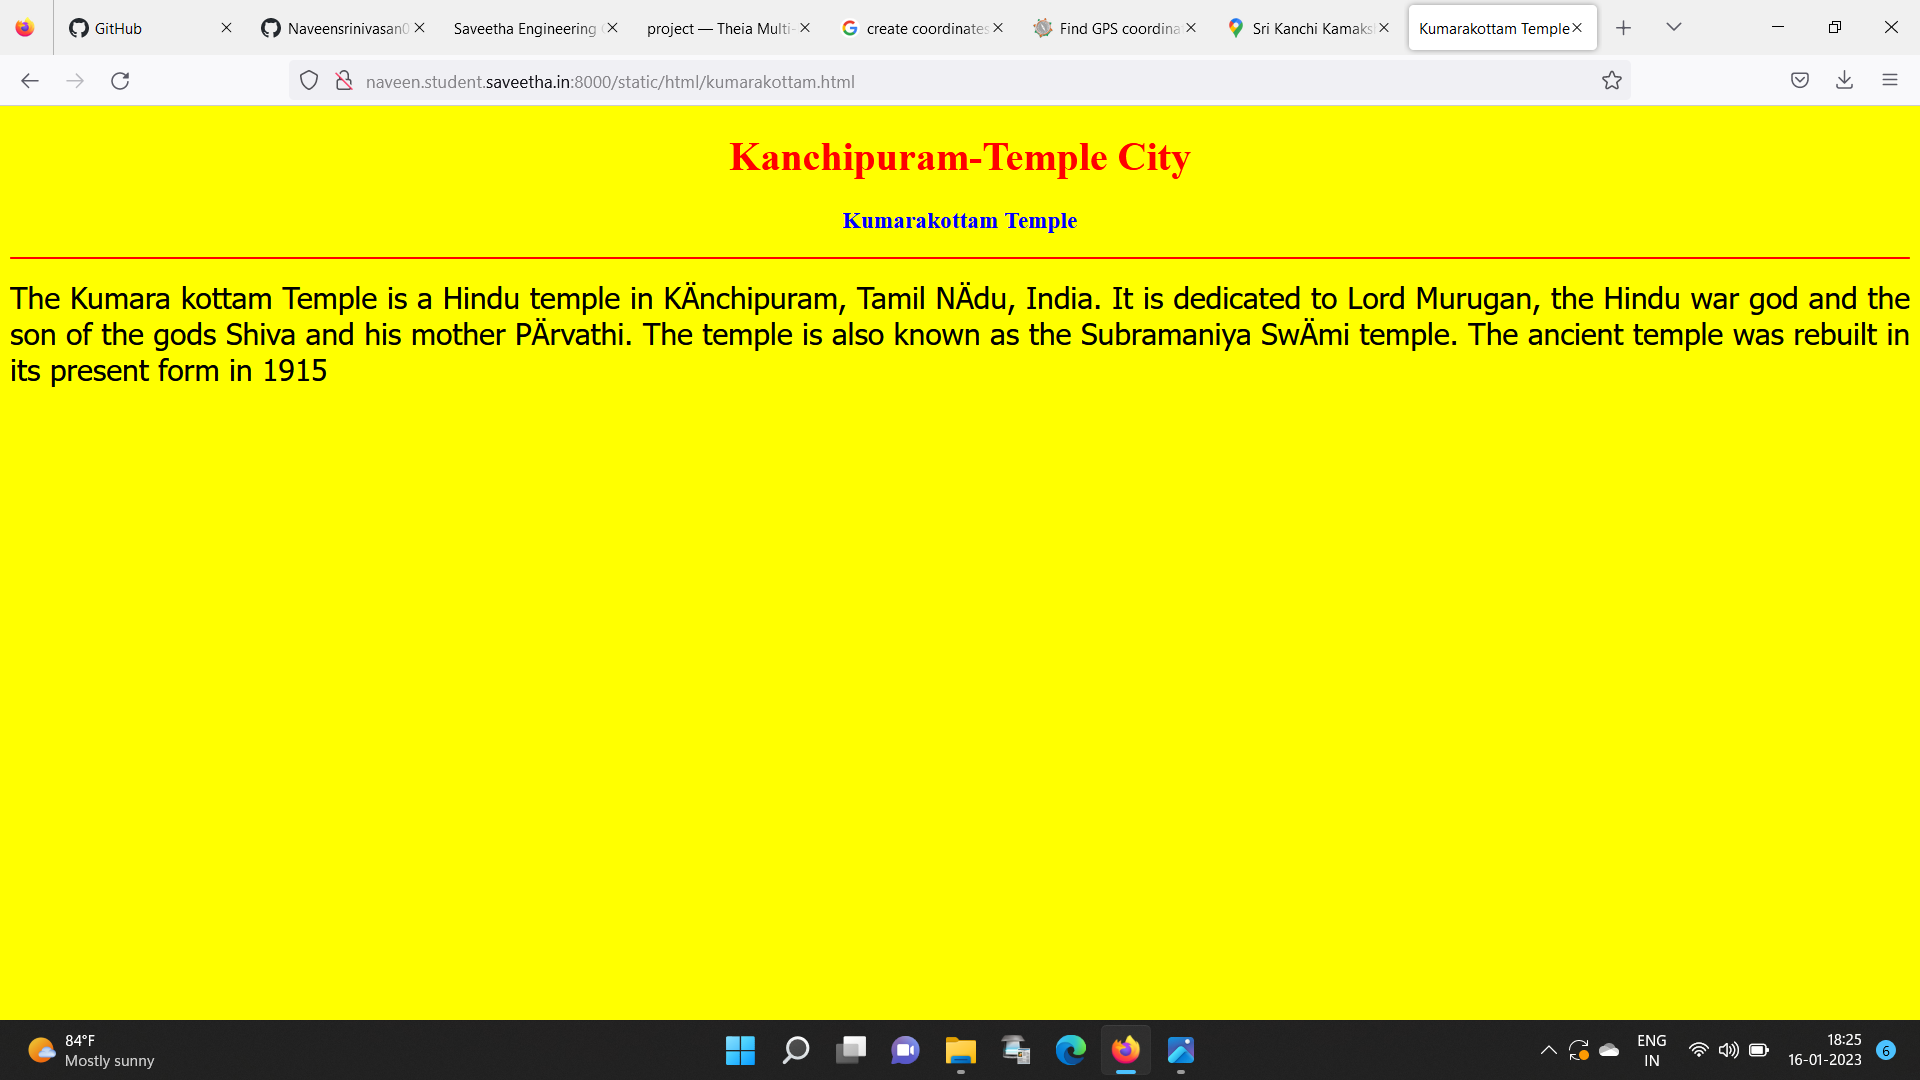 GitHub
Naveensrinivasan0
Saveetha Engineering
project — Theia Multi-
create coordinates
Find GPS coordina
Sri Kanchi Kamaks
Kumarakottam Temple
naveen.student.saveetha.in:8000/static/html/kumarakottam.html
Kanchipuram-Temple City
Kumarakottam Temple
The Kumara kottam Temple is a Hindu temple in KÄnchipuram, Tamil NÄdu, India. It is dedicated to Lord Murugan, the Hindu war god and the
son of the gods Shiva and his mother PÄrvathi. The temple is also known as the Subramaniya SwÄmi temple. The ancient temple was rebuilt in
its present form in 1915
84°F
Mostly sunny
ENG
IN
18:25
16-01-2023
6